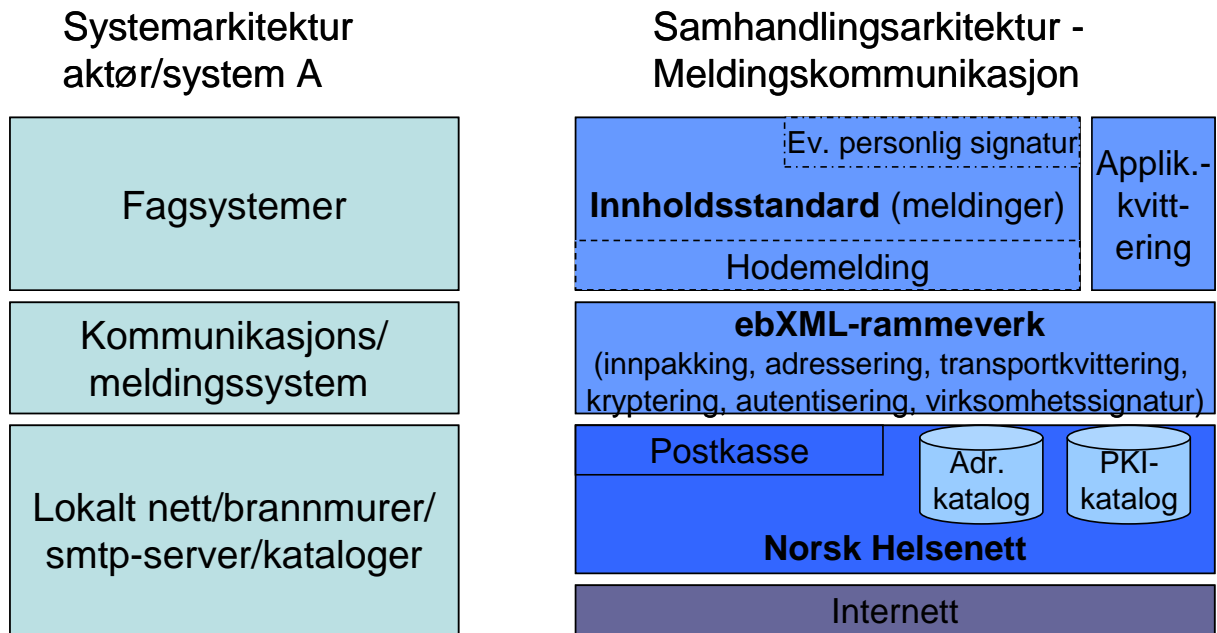 Systemarkitektur
aktør/system A
Fagsystemer
Kommunikasjons/
meldingssystem
Lokalt nett/brannmurer/
smtp-server/kataloger
Samhandlingsarkitektur -
Meldingskommunikasjon
Ev. personlig signatur
Innholdsstandard (meldinger)
Hodemelding
Applik.-
kvitt-
ering
ebXML-rammeverk
(innpakking, adressering, transportkvittering,
kryptering, autentisering, virksomhetssignatur)
Postkasse
Adr.
katalog
PKI-
katalog
Norsk Helsenett
Internett